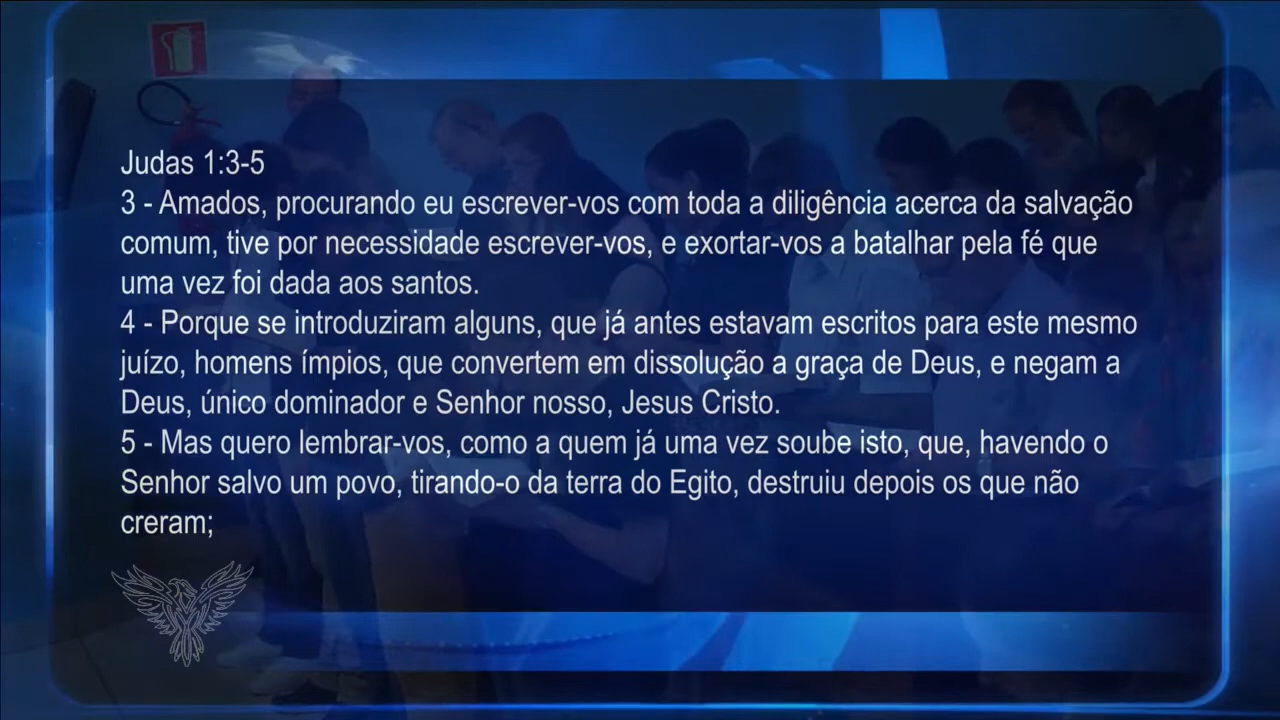 Judas 1:3-5
3 - Amados, procurando eu escrever-vos com toda a diligência acerca da salvação
comum, tive por necessidade escrever-vos, e exortar-vos a batalhar pela fé que
uma vez foi dada aos santos.
4 - Porque se introduziram alguns, que já antes estavam escritos para este mesmo
juízo, homens ímpios, que convertem em dissolução a graça de Deus, e negam a
Deus, único dominador e Senhor nosso, Jesus Cristo.
5 - Mas quero lembrar-vos, como a quem já uma vez soube isto, que, havendo o
Senhor salvo um povo, tirando-o da terra do Egito, destruiu depois os que não
creram;